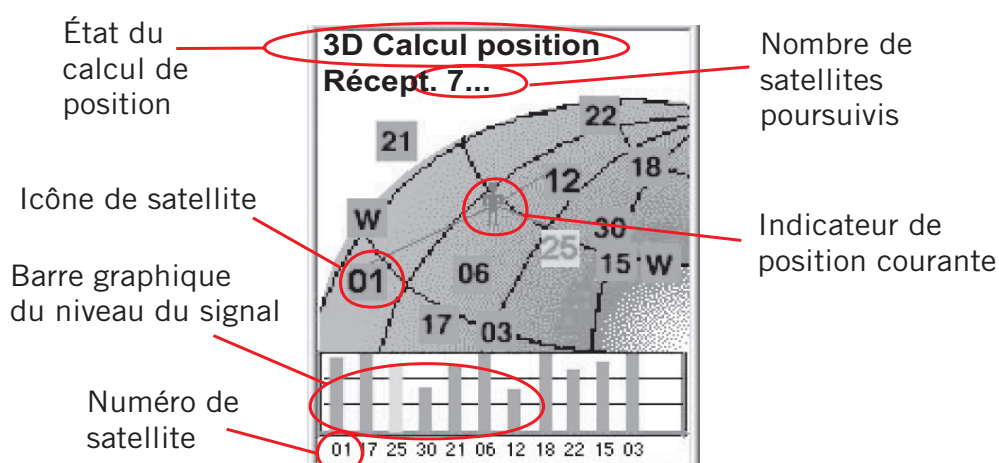 État du
calcul de
position
3D Calcul position
Récept. 7...
Nombre de
satellites
poursuivis
21
22
12
18
W
30
25
15
W
01
06
17
03
Icône de satellite
Indicateur de
position courante
Barre graphique
du niveau du signal
Numéro de
satellite
01 17 25 30 21 06 12 18 22 15 03